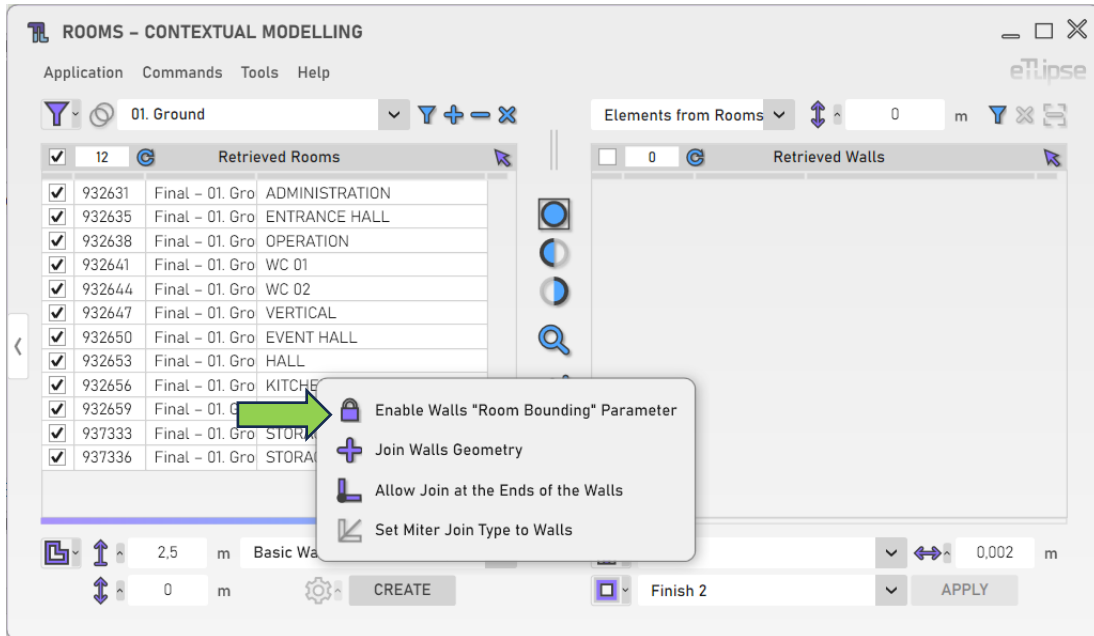 ROOMS – CONTEXTUAL MODELLING
Application Commands Tools Help
eTLipse
01. Ground
Elements from Rooms 0 m
12 Retrieved Rooms
0 Retrieved Walls
932631 Final – 01. Gro ADMINISTRATION
932635 Final – 01. Gro ENTRANCE HALL
932638 Final – 01. Gro OPERATION
932641 Final – 01. Gro WC 01
932644 Final – 01. Gro WC 02
932647 Final – 01. Gro VERTICAL
932650 Final – 01. Gro EVENT HALL
932653 Final – 01. Gro HALL
932656 Final – 01. Gro KITCHE
932659 Final – 01. G
937333 Final – 01. Gro STORA
937336 Final – 01. Gro STORA
Enable Walls "Room Bounding" Parameter
Join Walls Geometry
Allow Join at the Ends of the Walls
Set Miter Join Type to Walls
2,5 m Basic Wa
0,002 m
0 m CREATE
Finish 2 APPLY